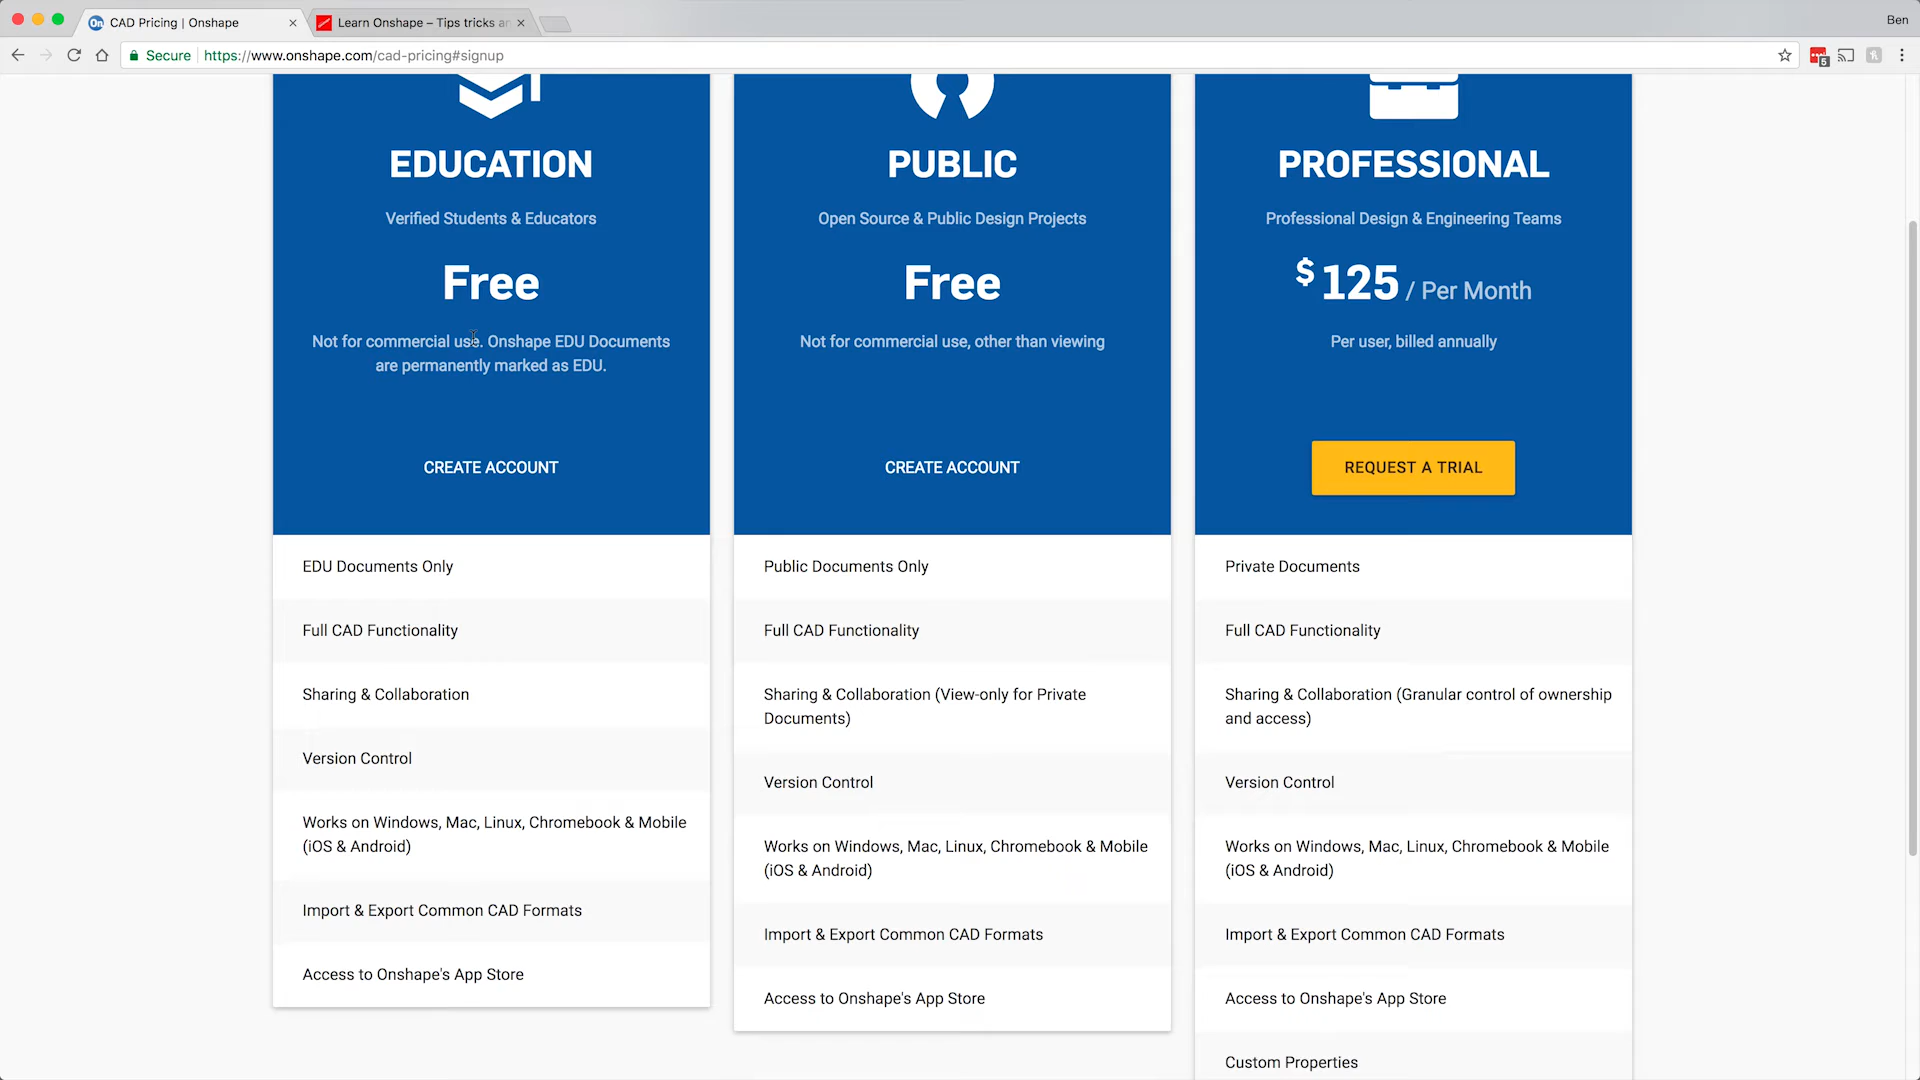 CAD Pricing | Onshape
Learn Onshape – Tips tricks an
Ben
Secure
https://www.onshape.com/cad-pricing#signup
5
EDUCATION
Verified Students & Educators
Free
Not for commercial use. Onshape EDU Documents
are permanently marked as EDU.
CREATE ACCOUNT
EDU Documents Only
Full CAD Functionality
Sharing & Collaboration
Version Control
Works on Windows, Mac, Linux, Chromebook & Mobile
(iOS & Android)
Import & Export Common CAD Formats
Access to Onshape's App Store
PUBLIC
Open Source & Public Design Projects
Free
Not for commercial use, other than viewing
CREATE ACCOUNT
Public Documents Only
Full CAD Functionality
Sharing & Collaboration (View-only for Private
Documents)
Version Control
Works on Windows, Mac, Linux, Chromebook & Mobile
(iOS & Android)
Import & Export Common CAD Formats
Access to Onshape's App Store
PROFESSIONAL
Professional Design & Engineering Teams
$125 / Per Month
Per user, billed annually
REQUEST A TRIAL
Private Documents
Full CAD Functionality
Sharing & Collaboration (Granular control of ownership
and access)
Version Control
Works on Windows, Mac, Linux, Chromebook & Mobile
(iOS & Android)
Import & Export Common CAD Formats
Access to Onshape's App Store
Custom Properties